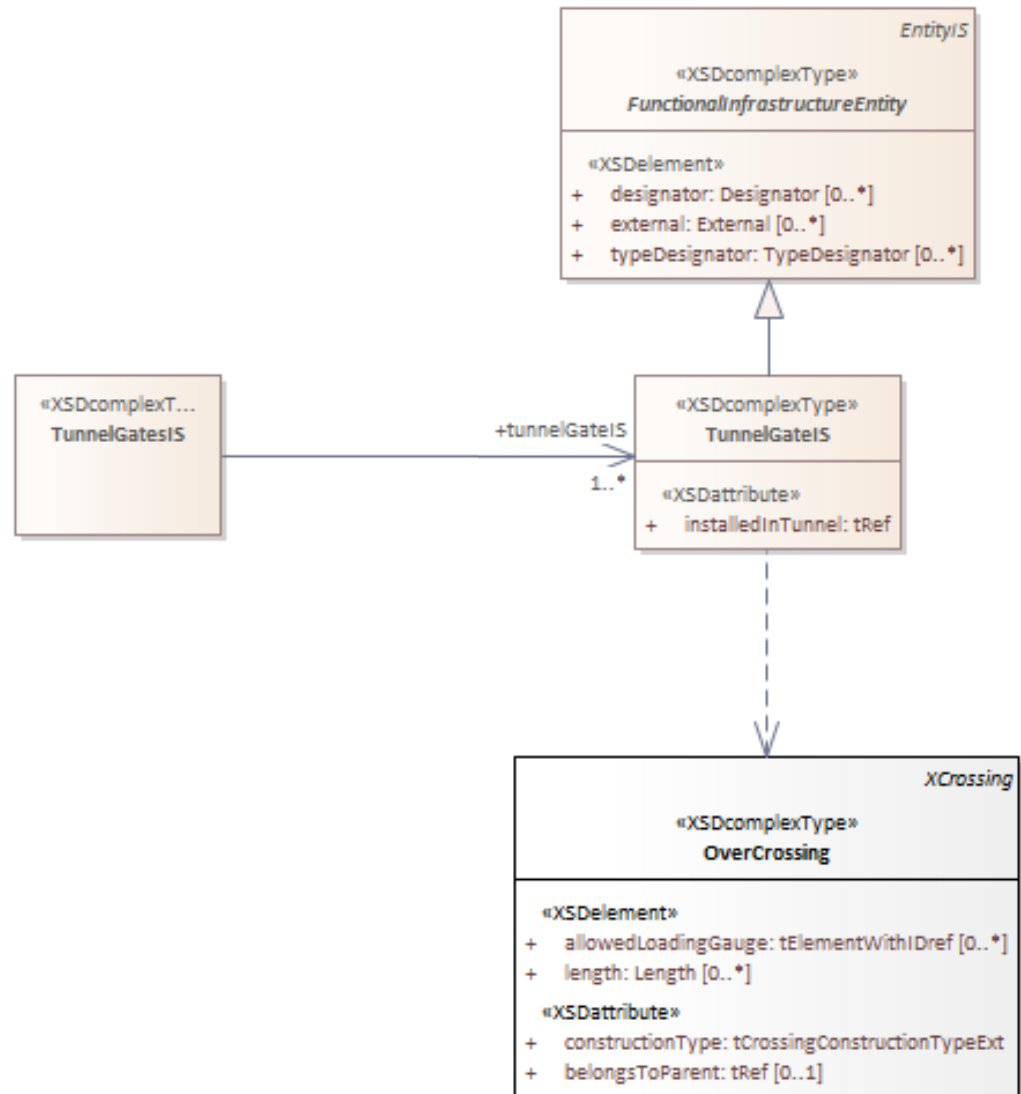 EntityIS
«XSDcomplexType»
FunctionalInfrastructureEntity
«XSDelement»
+ designator: Designator [0..*]
+ external: External [0..*]
+ typeDesignator: TypeDesignator [0..*]
«XSDcomplexT...
TunnelGatesIS
+tunnelGateIS
1..*
«XSDcomplexType»
TunnelGateIS
«XSDattribute»
+ installedInTunnel: tRef
XCrossing
«XSDcomplexType»
OverCrossing
«XSDelement»
+ allowedLoadingGauge: tElementWithIDref [0..*]
+ length: Length [0..*]
«XSDattribute»
+ constructionType: tCrossingConstructionTypeExt
+ belongsToParent: tRef [0..1]